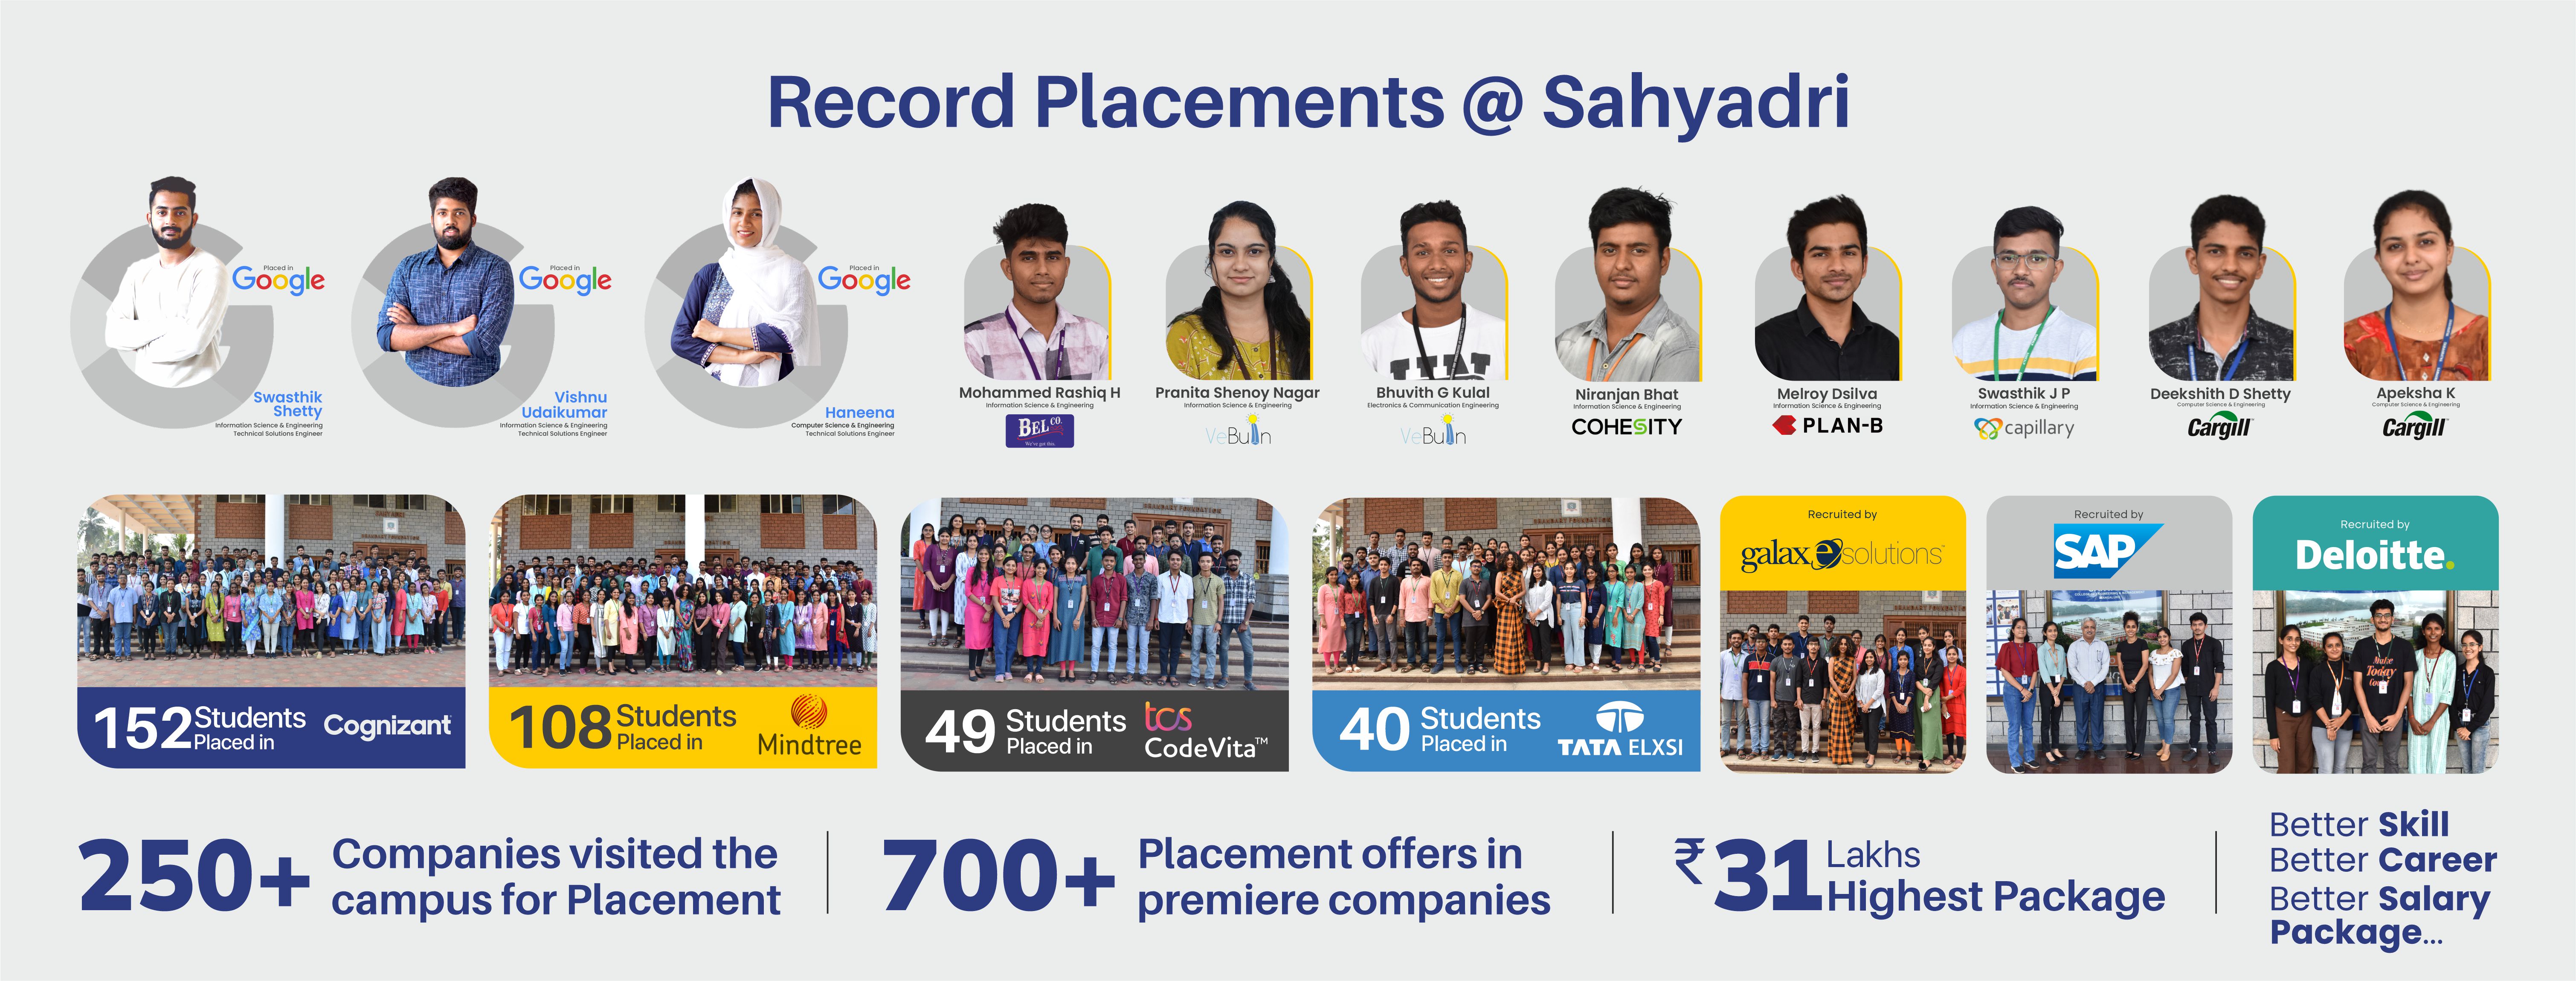 Record Placements @ Sahyadri
Placed in
Google
Swasthik
Shetty
Information Science & Engineering
Technical Solutions Engineer
Placed in
Google
Vishnu
Udaikumar
Information Science & Engineering
Technical Solutions Engineer
Placed in
Google
Haneena
Computer Science & Engineering
Technical Solutions Engineer
Mohammed Rashiq H
Information Science & Engineering
BEL CO.
We've got this.
Pranita Shenoy Nagar
Information Science & Engineering
VeBuIn
Bhuvith G Kulal
Electronics & Communication Engineering
VeBuIn
Niranjan Bhat
Information Science & Engineering
COHESITY
Melroy Dsilva
Information Science & Engineering
PLAN-B
Swasthik J P
Information Science & Engineering
capillary
Deekshith D Shetty
Computer Science & Engineering
Cargill
Apeksha K
Computer Science & Engineering
Cargill
152 Students
Placed in
Cognizant
108 Students
Placed in
Mindtree
49 Students
Placed in
tcs
CodeVita™
40 Students
Placed in
TATA ELXSI
Recruited by
galax e solutions
Recruited by
SAP
Recruited by
Deloitte.
250+ Companies visited the
campus for Placement
700+ Placement offers in
premiere companies
₹31 Lakhs
Highest Package
Better Skill
Better Career
Better Salary
Package...